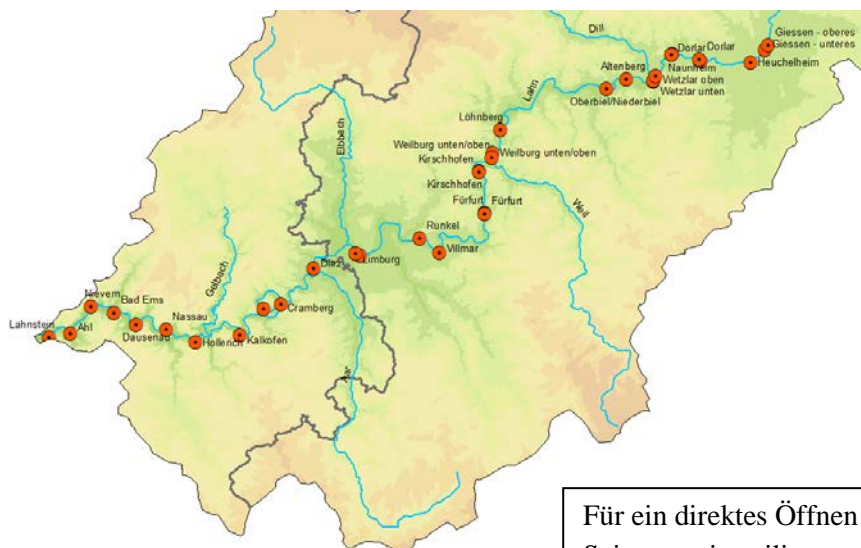 Giessen - oberes
Giessen - unteres
Dill
Dorlar
Dorlar
Heuchelheim
Naunheim
Altenberg
Wetzlar oben
Wetzlar unten
Oberbiel/Niederbiel
Lahn
Löhnberg
Elbbach
Weilburg unten/oben
Weilburg unten/oben
Kirschhofen
Kirschhofen
Weil
Fürfurt
Fürfurt
Runkel
Villmar
Limburg
Diez
Gelbach
Cramberg
Nievern
Bad Ems
Nassau
Lahnstein
Ahl
Dausenau
Hollerich
Kalkofen
Aar
Für ein direktes Öffnen